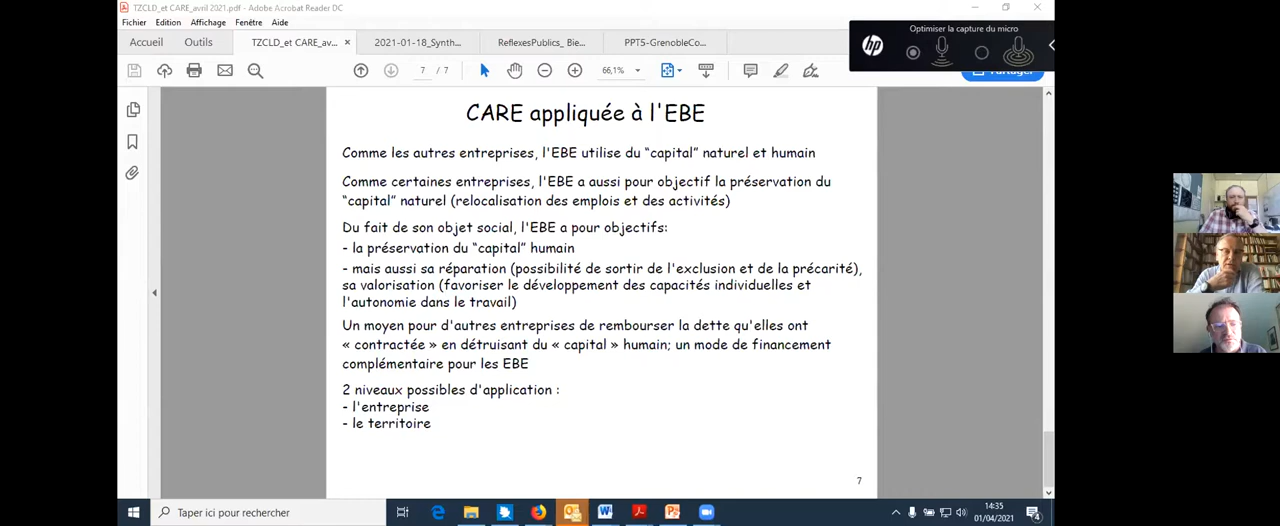 TZCLD_et CARE_avril 2021.pdf - Adobe Acrobat Reader DC
Fichier Edition Affichage Fenêtre Aide
Optimiser la capture du micro
hp
Accueil Outils TZCLD_et CARE_av... × 2021-01-18_Synth... ReflexesPublics_ Bie... PPT5-GrenobleCo...
7 / 7 66,1% Partager
CARE appliquée à l'EBE
Comme les autres entreprises, l'EBE utilise du “capital” naturel et humain
Comme certaines entreprises, l'EBE a aussi pour objectif la préservation du
“capital” naturel (relocalisation des emplois et des activités)
Du fait de son objet social, l'EBE a pour objectifs:
- la préservation du “capital” humain
- mais aussi sa réparation (possibilité de sortir de l'exclusion et de la précarité),
sa valorisation (favoriser le développement des capacités individuelles et
l'autonomie dans le travail)
Un moyen pour d'autres entreprises de rembourser la dette qu'elles ont
« contractée » en détruisant du « capital » humain; un mode de financement
complémentaire pour les EBE
2 niveaux possibles d'application :
- l'entreprise
- le territoire
7
Taper ici pour rechercher
14:35
01/04/2021
4